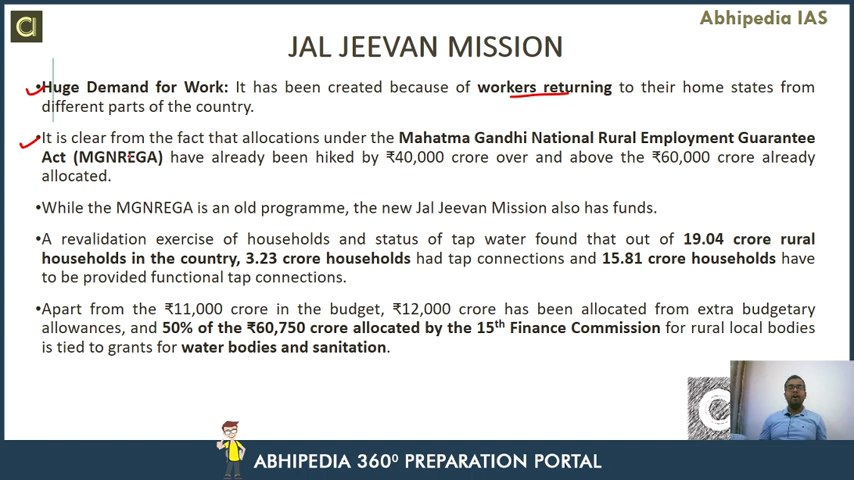 Abhipedia IAS
JAL JEEVAN MISSION
•Huge Demand for Work: It has been created because of workers returning to their home states from
different parts of the country.
•It is clear from the fact that allocations under the Mahatma Gandhi National Rural Employment Guarantee
Act (MGNREGA) have already been hiked by ₹40,000 crore over and above the ₹60,000 crore already
allocated.
•While the MGNREGA is an old programme, the new Jal Jeevan Mission also has funds.
•A revalidation exercise of households and status of tap water found that out of 19.04 crore rural
households in the country, 3.23 crore households had tap connections and 15.81 crore households have
to be provided functional tap connections.
•Apart from the ₹11,000 crore in the budget, ₹12,000 crore has been allocated from extra budgetary
allowances, and 50% of the ₹60,750 crore allocated by the 15th Finance Commission for rural local bodies
is tied to grants for water bodies and sanitation.
ABHIPEDIA 360⁰ PREPARATION PORTAL